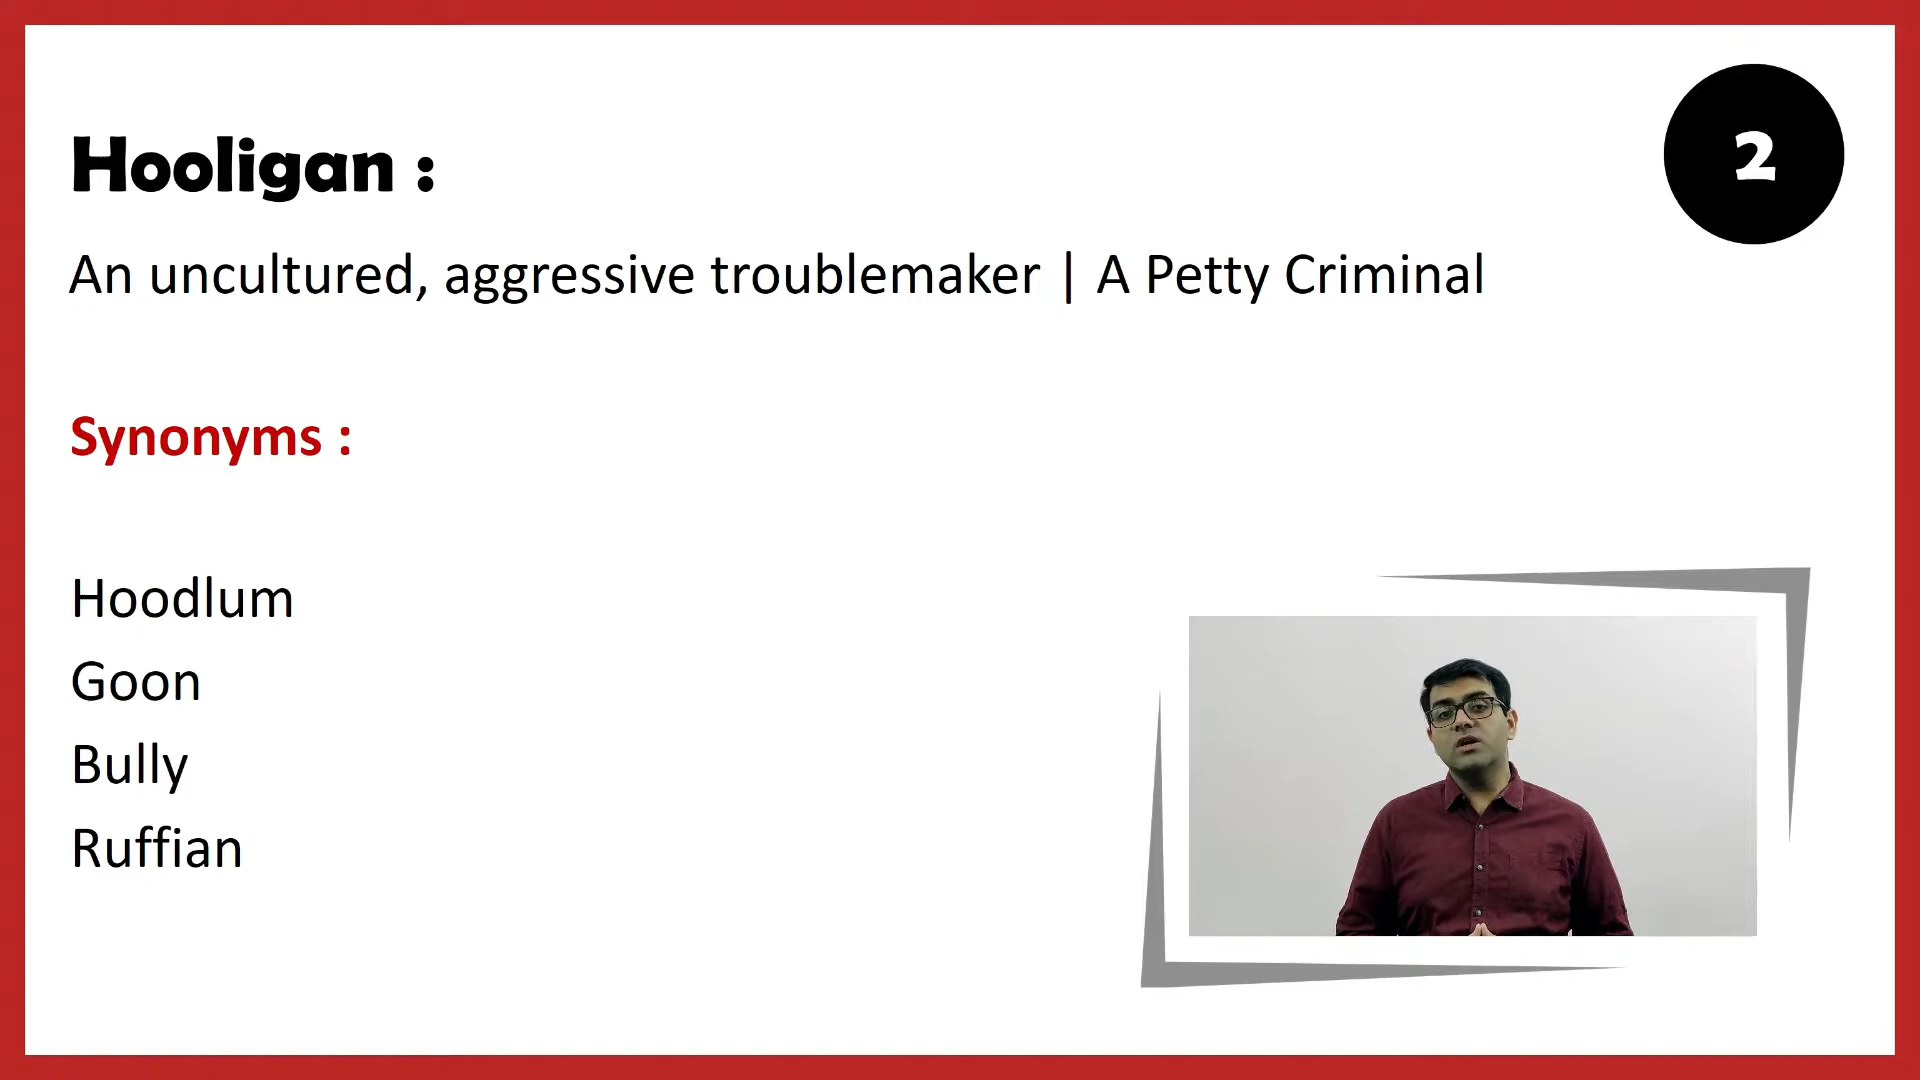 Hooligan :
2
An uncultured, aggressive troublemaker | A Petty Criminal
Synonyms :
Hoodlum
Goon
Bully
Ruffian